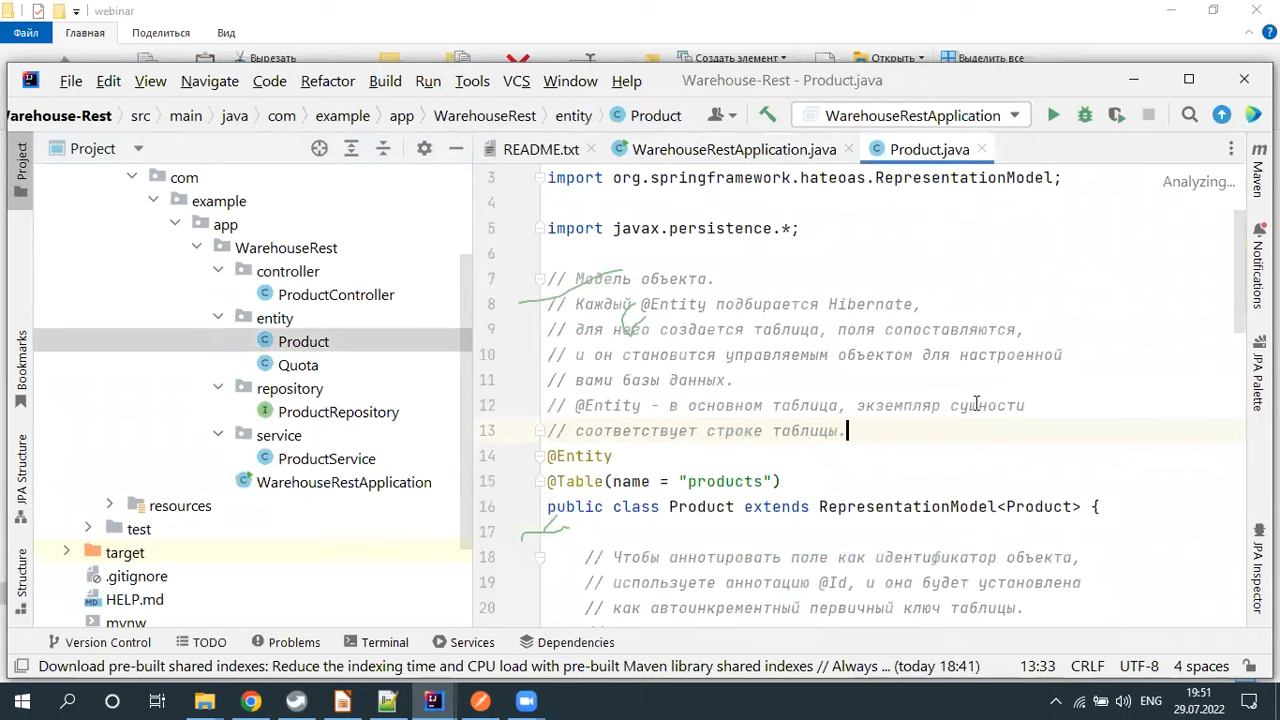 webinar
Файл Главная Поделиться Вид
Вырезать Создать элемент Открыть Выделить все
File Edit View Navigate Code Refactor Build Run Tools VCS Window Help Warehouse-Rest - Product.java
arehouse-Rest src main java com example app WarehouseRest entity Product WarehouseRestApplication
Project README.txt WarehouseRestApplication.java Product.java
Analyzing...
com
example
app
WarehouseRest
controller
ProductController
entity
Product
Quota
repository
ProductRepository
service
ProductService
WarehouseRestApplication
resources
test
target
.gitignore
HELP.md
mvnw
3 import org.springframework.hateoas.RepresentationModel;
4
5 import javax.persistence.*;
6
7 // Модель объекта.
8 // Каждый @Entity подбирается Hibernate,
9 // для него создается таблица, поля сопоставляются,
10 // и он становится управляемым объектом для настроенной
11 // вами базы данных.
12 // @Entity - в основном таблица, экземпляр сущности
13 // соответствует строке таблицы.
14 @Entity
15 @Table(name = "products")
16 public class Product extends RepresentationModel<Product> {
17
18 // Чтобы аннотировать поле как идентификатор объекта,
19 // используете аннотацию @Id, и она будет установлена
20 // как автоинкрементный первичный ключ таблицы.
Project
Bookmarks
JPA Structure
Structure
Maven
Notifications
JPA Palette
JPA Inspector
Version Control TODO Problems Terminal Services Dependencies
Download pre-built shared indexes: Reduce the indexing time and CPU load with pre-built Maven library shared indexes // Always ... (today 18:41) 13:33 CRLF UTF-8 4 spaces
ENG
19:51
29.07.2022